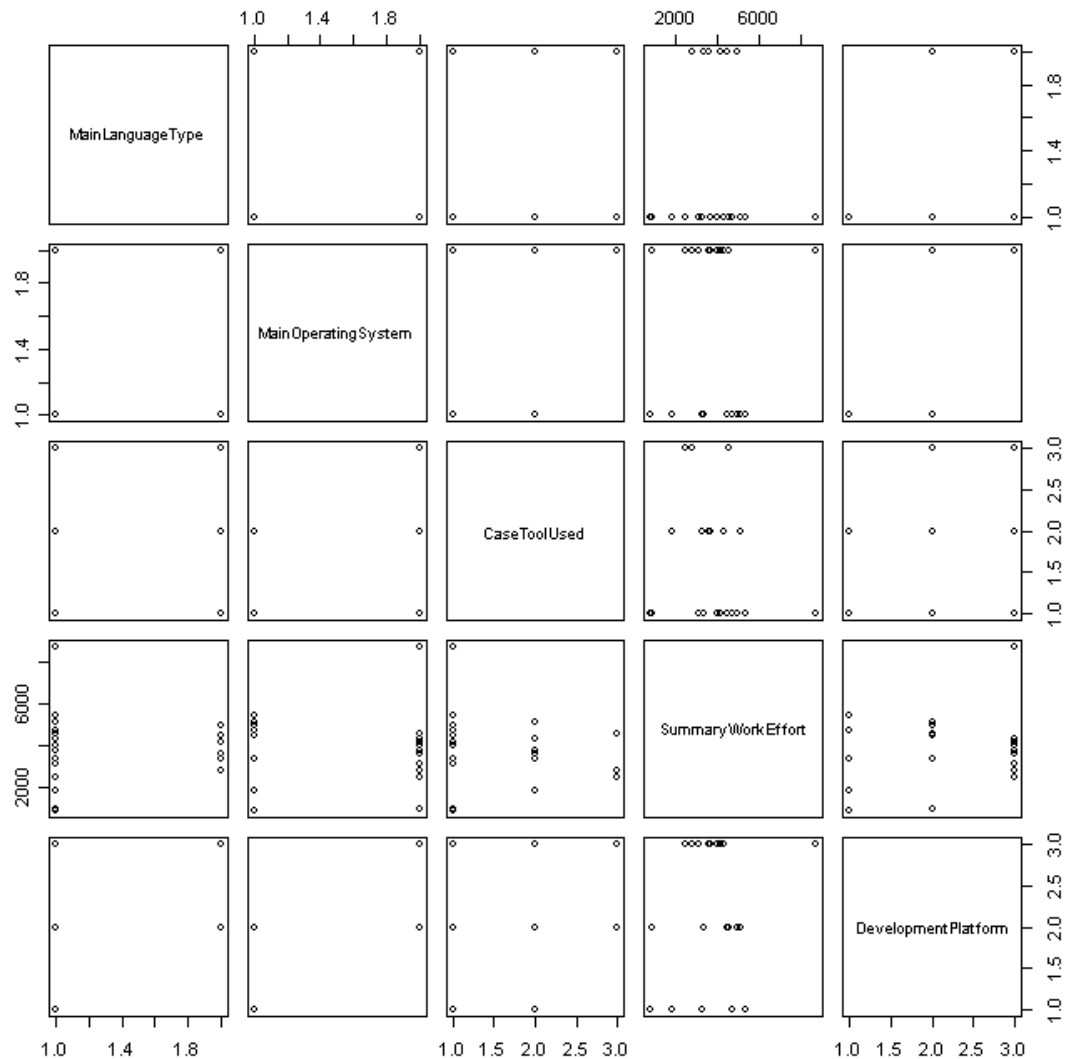 1.0 1.4 1.8 2000 6000
MainLanguageType
1.0 1.4 1.8
1.0 1.4 1.8
MainOperatingSystem
CaseToolUsed
1.0 1.5 2.0 2.5 3.0
2000 6000
SummaryWorkEffort
DevelopmentPlatform
1.0 1.5 2.0 2.5 3.0
1.0 1.4 1.8 1.0 1.5 2.0 2.5 3.0 1.0 1.5 2.0 2.5 3.0